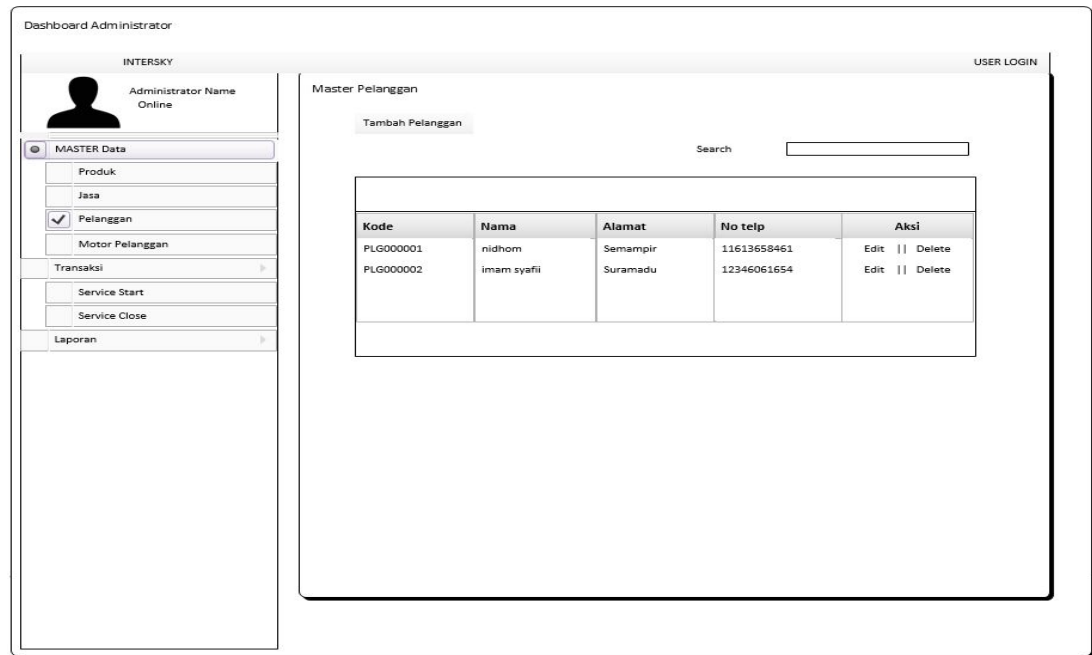 Dashboard Administrator
INTERSKY
USER LOGIN
Administrator Name
Online
MASTER Data
Produk
Jasa
Pelanggan
Motor Pelanggan
Transaksi
Service Start
Service Close
Laporan
Master Pelanggan
Tambah Pelanggan
Search
Kode Nama Alamat No telp Aksi
PLG000001 nidhom Semampir 11613658461 Edit || Delete
PLG000002 imam syafii Suramadu 12346061654 Edit || Delete